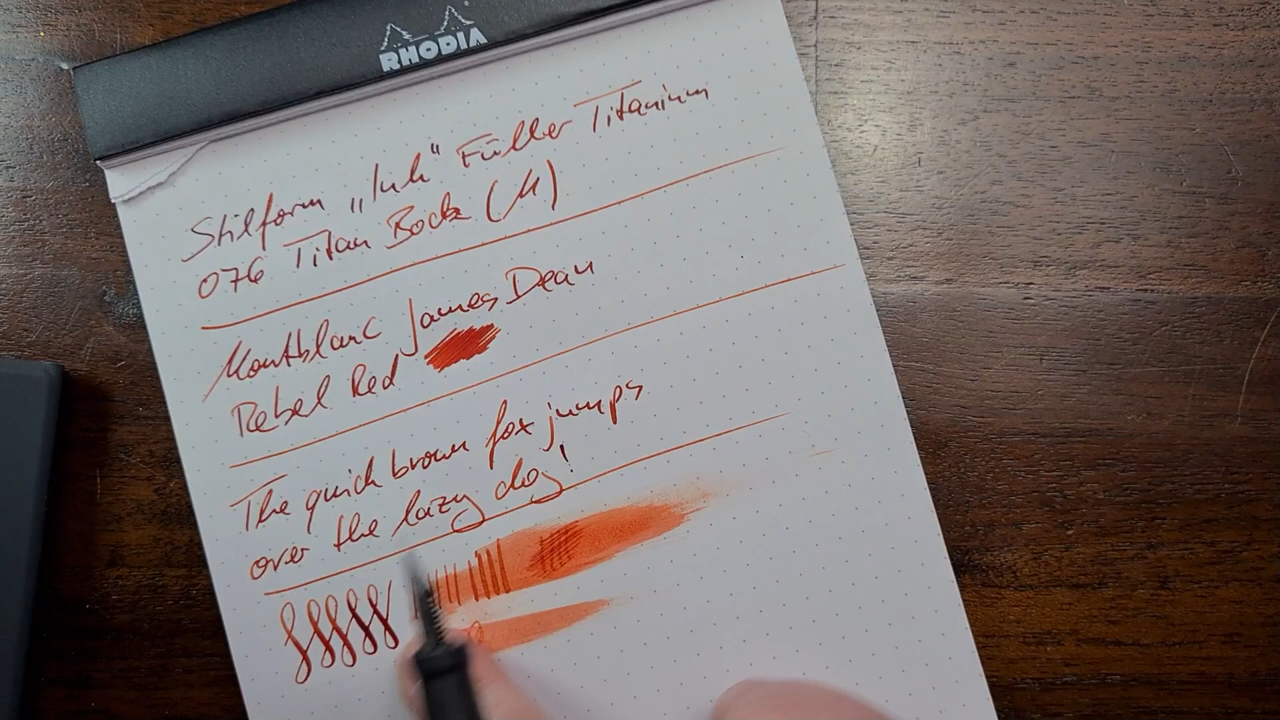 RHODIA
Stilform „Ink“ Füller Titanium
076 Titan Bock (M)
Montblanc James Dean
Rebel Red
The quick brown fox jumps
over the lazy dog!